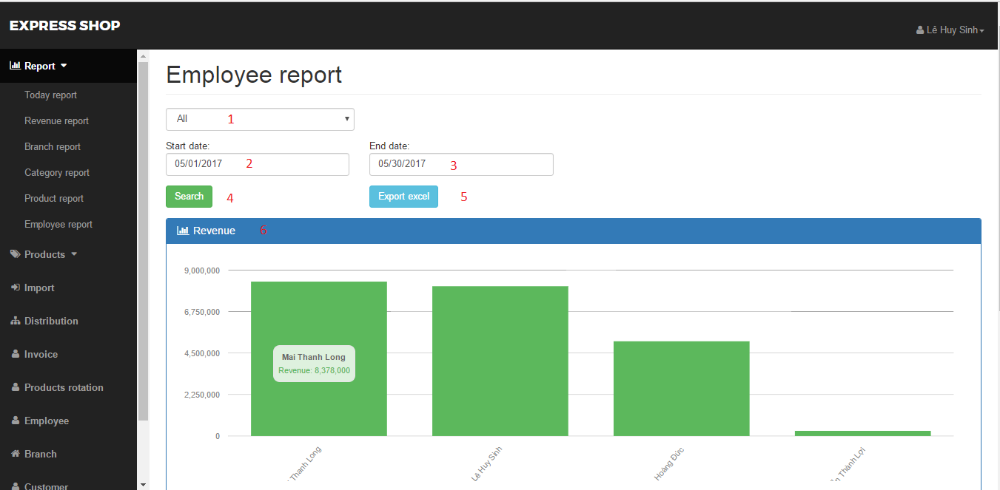 EXPRESS SHOP
Lê Huy Sinh
Report
Today report
Revenue report
Branch report
Category report
Product report
Employee report
Products
Import
Distribution
Invoice
Products rotation
Employee
Branch
Customer
Employee report
All 1
Start date:
End date:
05/01/2017 2
05/30/2017 3
Search 4
Export excel 5
Revenue 6
9,000,000
6,750,000
4,500,000
2,250,000
0
Mai Thanh Long
Revenue: 8,378,000
Thanh Long
Lê Huy Sinh
Hoàng Đức
Thành Lợi